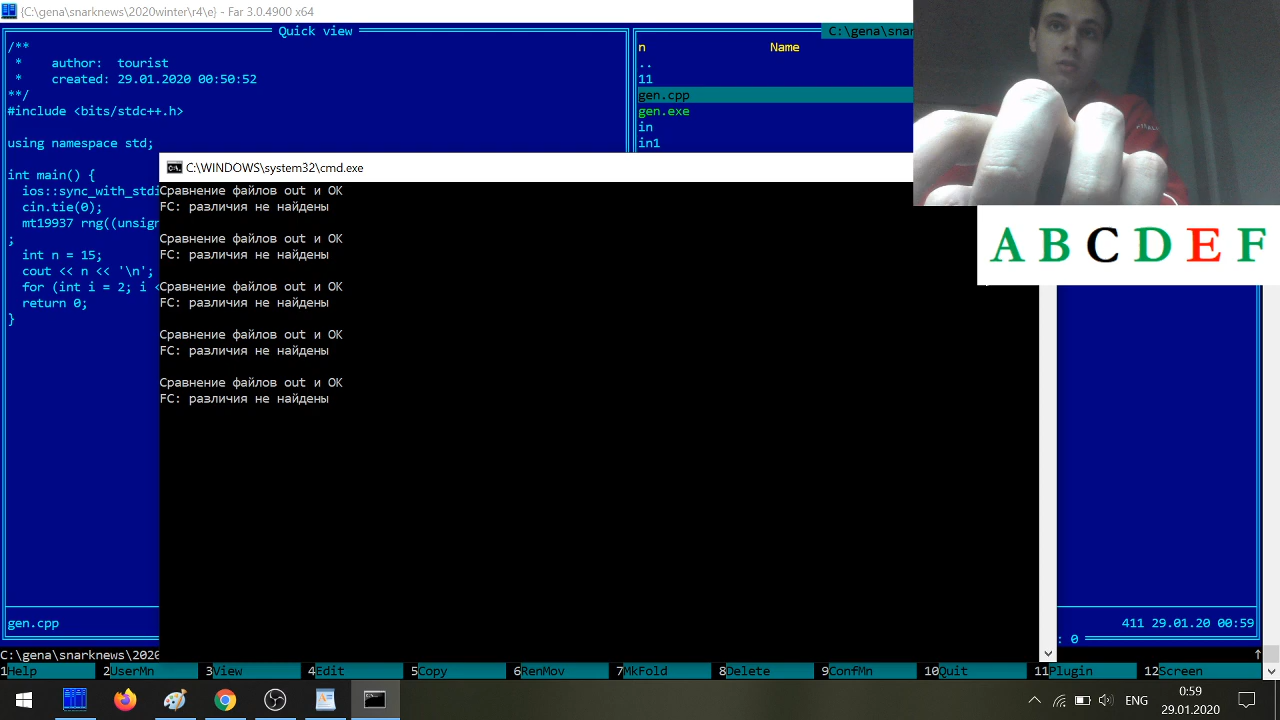 {C:\gena\snarknews\2020winter\r4\e} - Far 3.0.4900 x64
Quick view
C:\gena\snar
/**
 *    author:  tourist
 *    created: 29.01.2020 00:50:52
**/
#include <bits/stdc++.h>
using namespace std;
int main() {
  ios::sync_with_stdi
  cin.tie(0);
  mt19937 rng((unsign
;
  int n = 15;
  cout << n << '\n';
  for (int i = 2; i <
  return 0;
}
n Name
..
11
gen.cpp
gen.exe
in
in1
C:\WINDOWS\system32\cmd.exe
Сравнение файлов out и OK
FC: различия не найдены
Сравнение файлов out и OK
FC: различия не найдены
Сравнение файлов out и OK
FC: различия не найдены
Сравнение файлов out и OK
FC: различия не найдены
Сравнение файлов out и OK
FC: различия не найдены
A B C D E F
gen.cpp
411 29.01.20 00:59
: 0
C:\gena\snarknews\2020
1Help 2UserMn 3View 4Edit 5Copy 6RenMov 7MkFold 8Delete 9ConfMn 10Quit 11Plugin 12Screen
ENG
0:59
29.01.2020